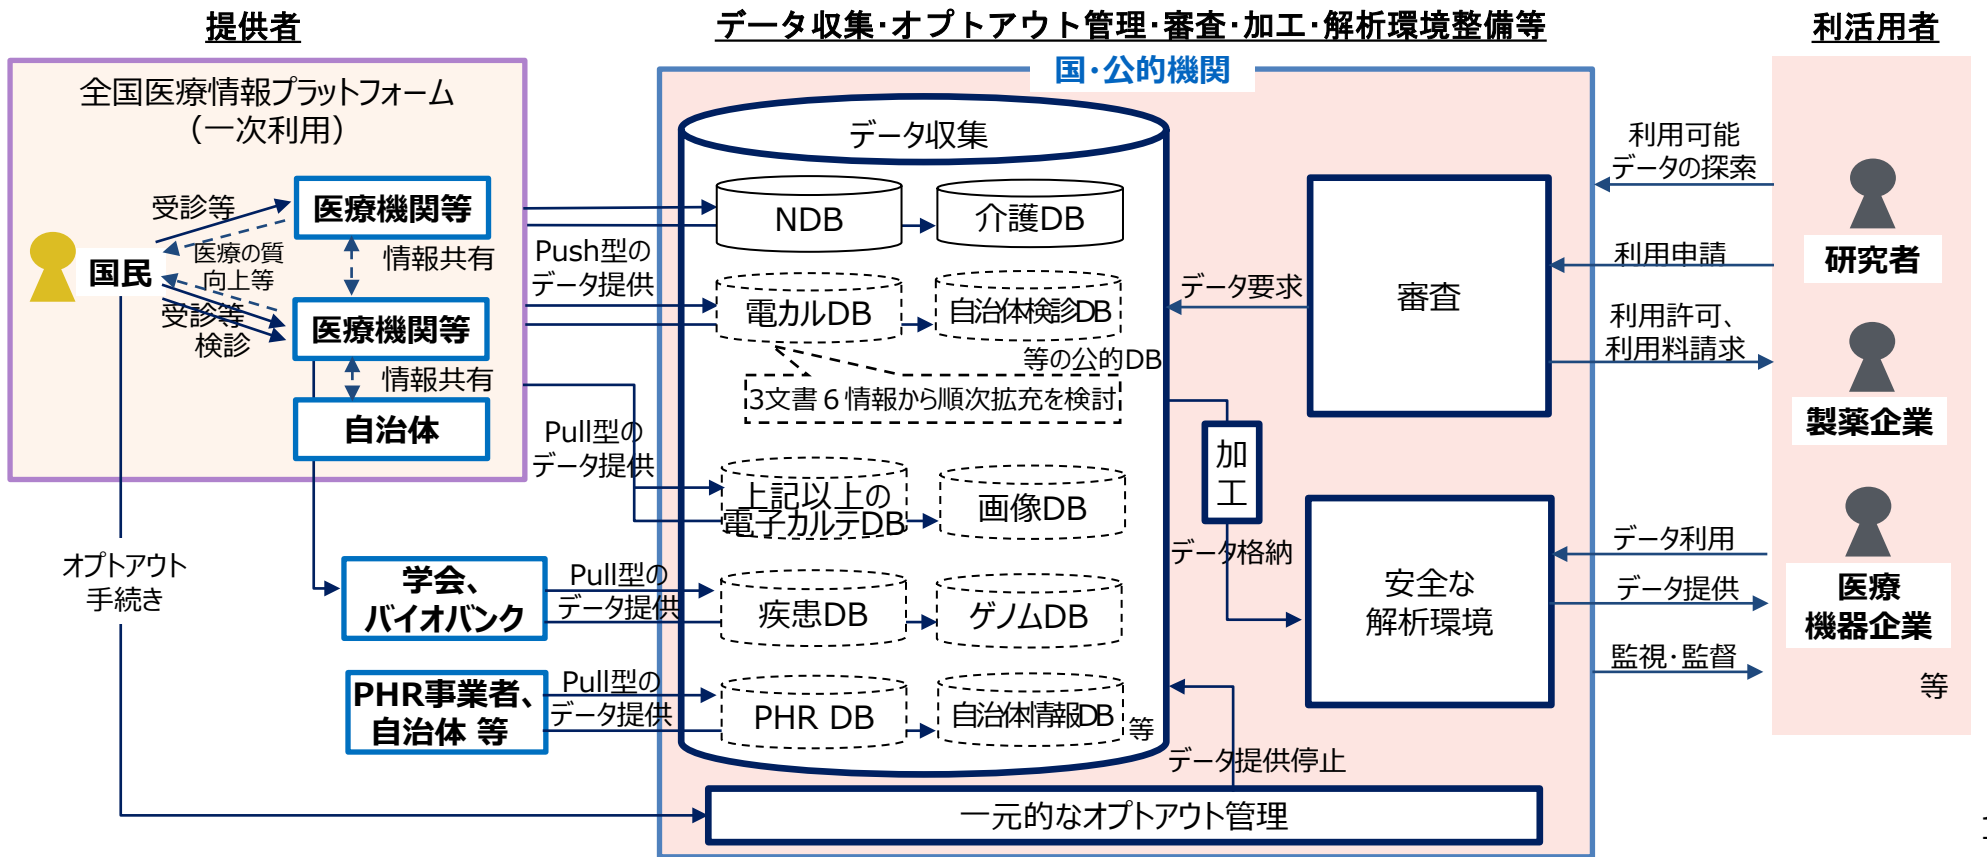 提供者
データ収集・オプトアウト管理・審査・加工・解析環境整備等
利活用者
全国医療情報プラットフォーム
（一次利用）
受診等
医療機関等
国民
医療の質
向上等
情報共有
受診等
検診
医療機関等
情報共有
自治体
オプトアウト
手続き
学会、
バイオバンク
PHR事業者、
自治体 等
Push型の
データ提供
Pull型の
データ提供
Pull型の
データ提供
Pull型の
データ提供
国・公的機関
データ収集
NDB
介護DB
電カルDB
自治体検診DB
等の公的DB
3文書６情報から順次拡充を検討
上記以上の
電子カルテDB
画像DB
疾患DB
ゲノムDB
PHR DB
自治体情報DB
等
データ要求
審査
加
工
データ格納
安全な
解析環境
データ提供停止
一元的なオプトアウト管理
利用可能
データの探索
利用申請
利用許可、
利用料請求
データ利用
データ提供
監視・監督
研究者
製薬企業
医療
機器企業
等